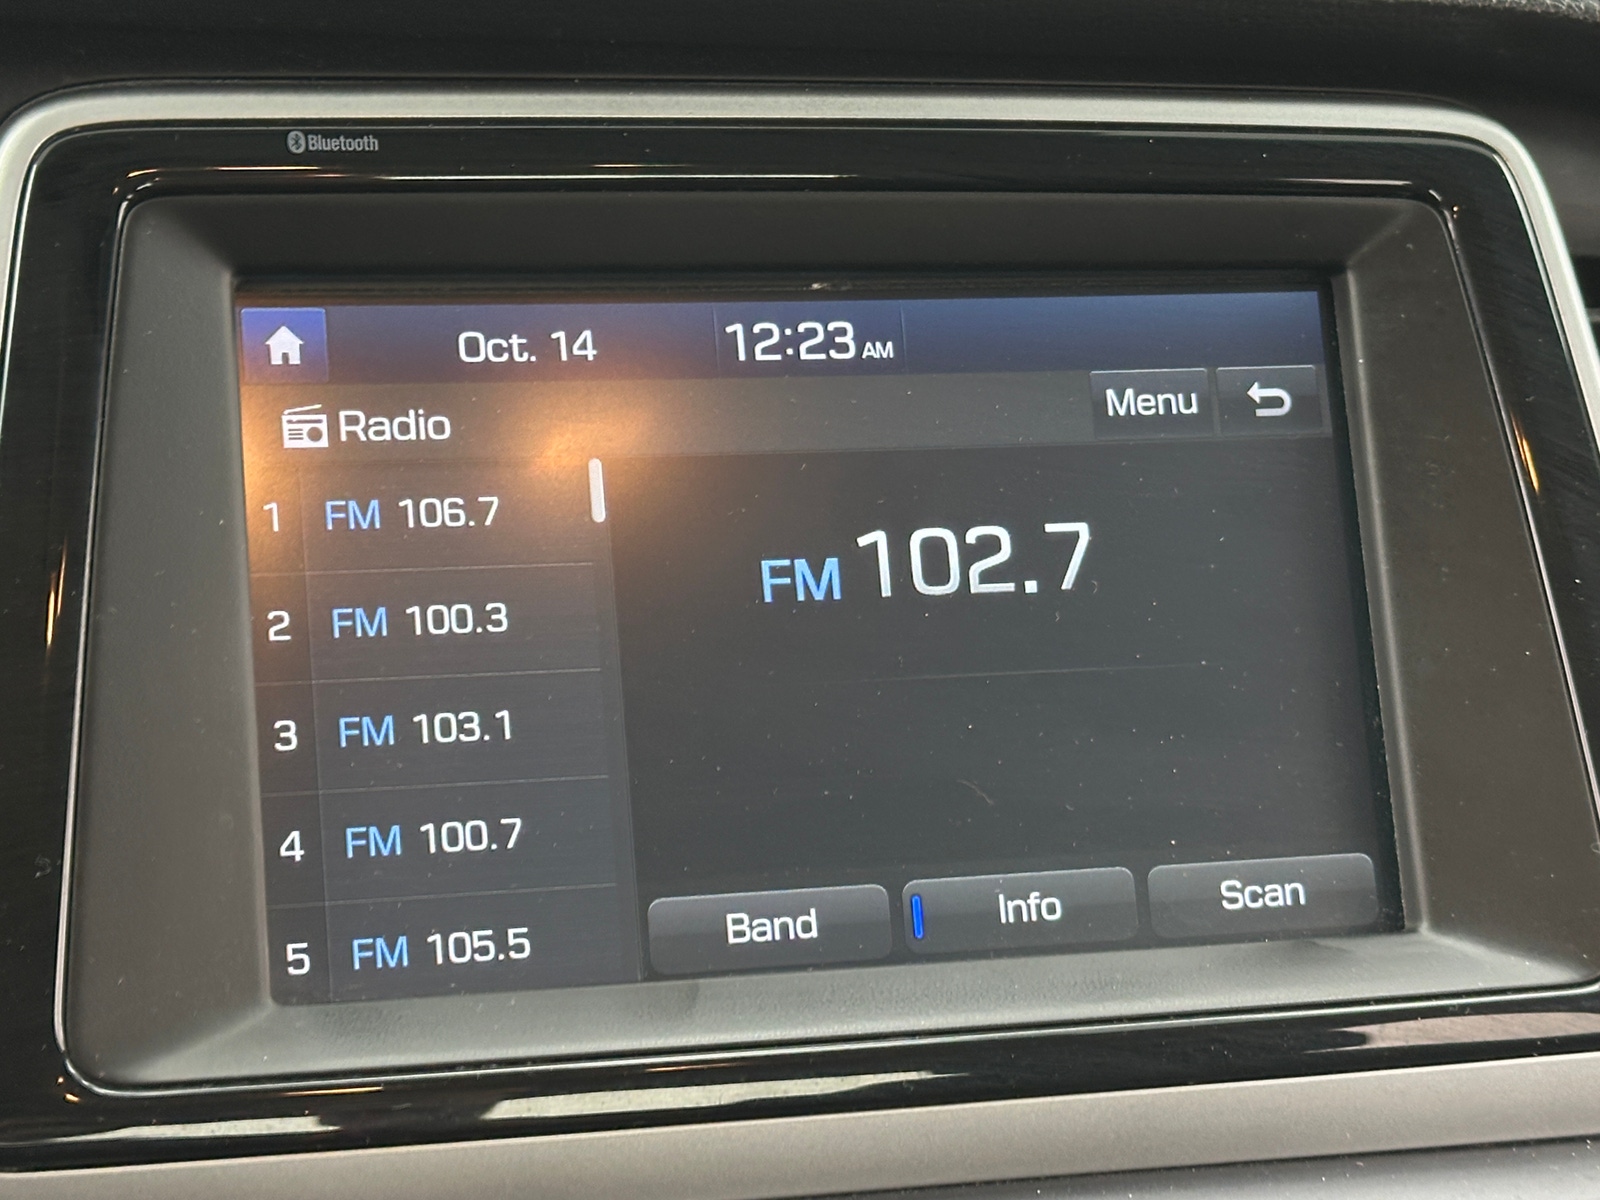 Bluetooth
Oct. 14 12:23 AM
Radio Menu
1 FM 106.7
2 FM 100.3
3 FM 103.1
4 FM 100.7
5 FM 105.5
FM 102.7
Band Info Scan